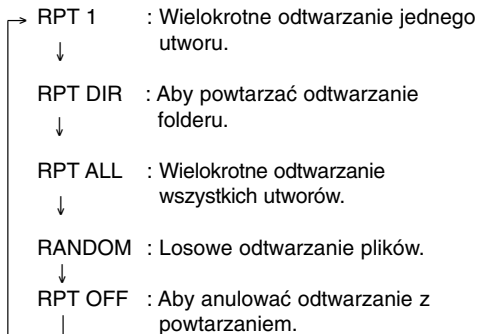 RPT 1 : Wielokrotne odtwarzanie jednego
utworu.
RPT DIR : Aby powtarzać odtwarzanie
folderu.
RPT ALL : Wielokrotne odtwarzanie
wszystkich utworów.
RANDOM : Losowe odtwarzanie plików.
RPT OFF : Aby anulować odtwarzanie z
powtarzaniem.